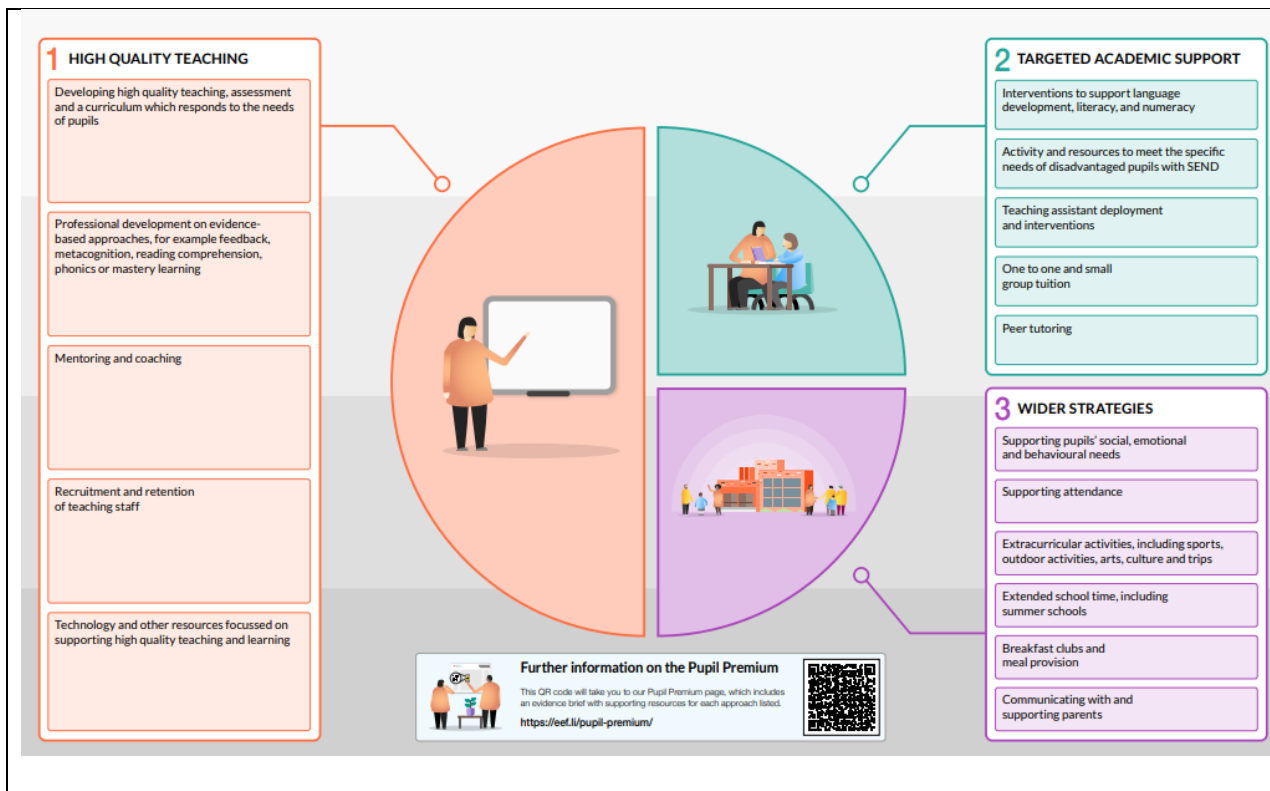 1 HIGH QUALITY TEACHING
Developing high quality teaching, assessment
and a curriculum which responds to the needs
of pupils
Professional development on evidence-
based approaches, for example feedback,
metacognition, reading comprehension,
phonics or mastery learning
Mentoring and coaching
Recruitment and retention
of teaching staff
Technology and other resources focussed on
supporting high quality teaching and learning
2 TARGETED ACADEMIC SUPPORT
Interventions to support language
development, literacy, and numeracy
Activity and resources to meet the specific
needs of disadvantaged pupils with SEND
Teaching assistant deployment
and interventions
One to one and small
group tuition
Peer tutoring
3 WIDER STRATEGIES
Supporting pupils' social, emotional
and behavioural needs
Supporting attendance
Extracurricular activities, including sports,
outdoor activities, arts, culture and trips
Extended school time, including
summer schools
Breakfast clubs and
meal provision
Communicating with and
supporting parents
Further information on the Pupil Premium
This QR code will take you to our Pupil Premium page, which includes
an evidence brief with supporting resources for each approach listed.
https://eef.li/pupil-premium/